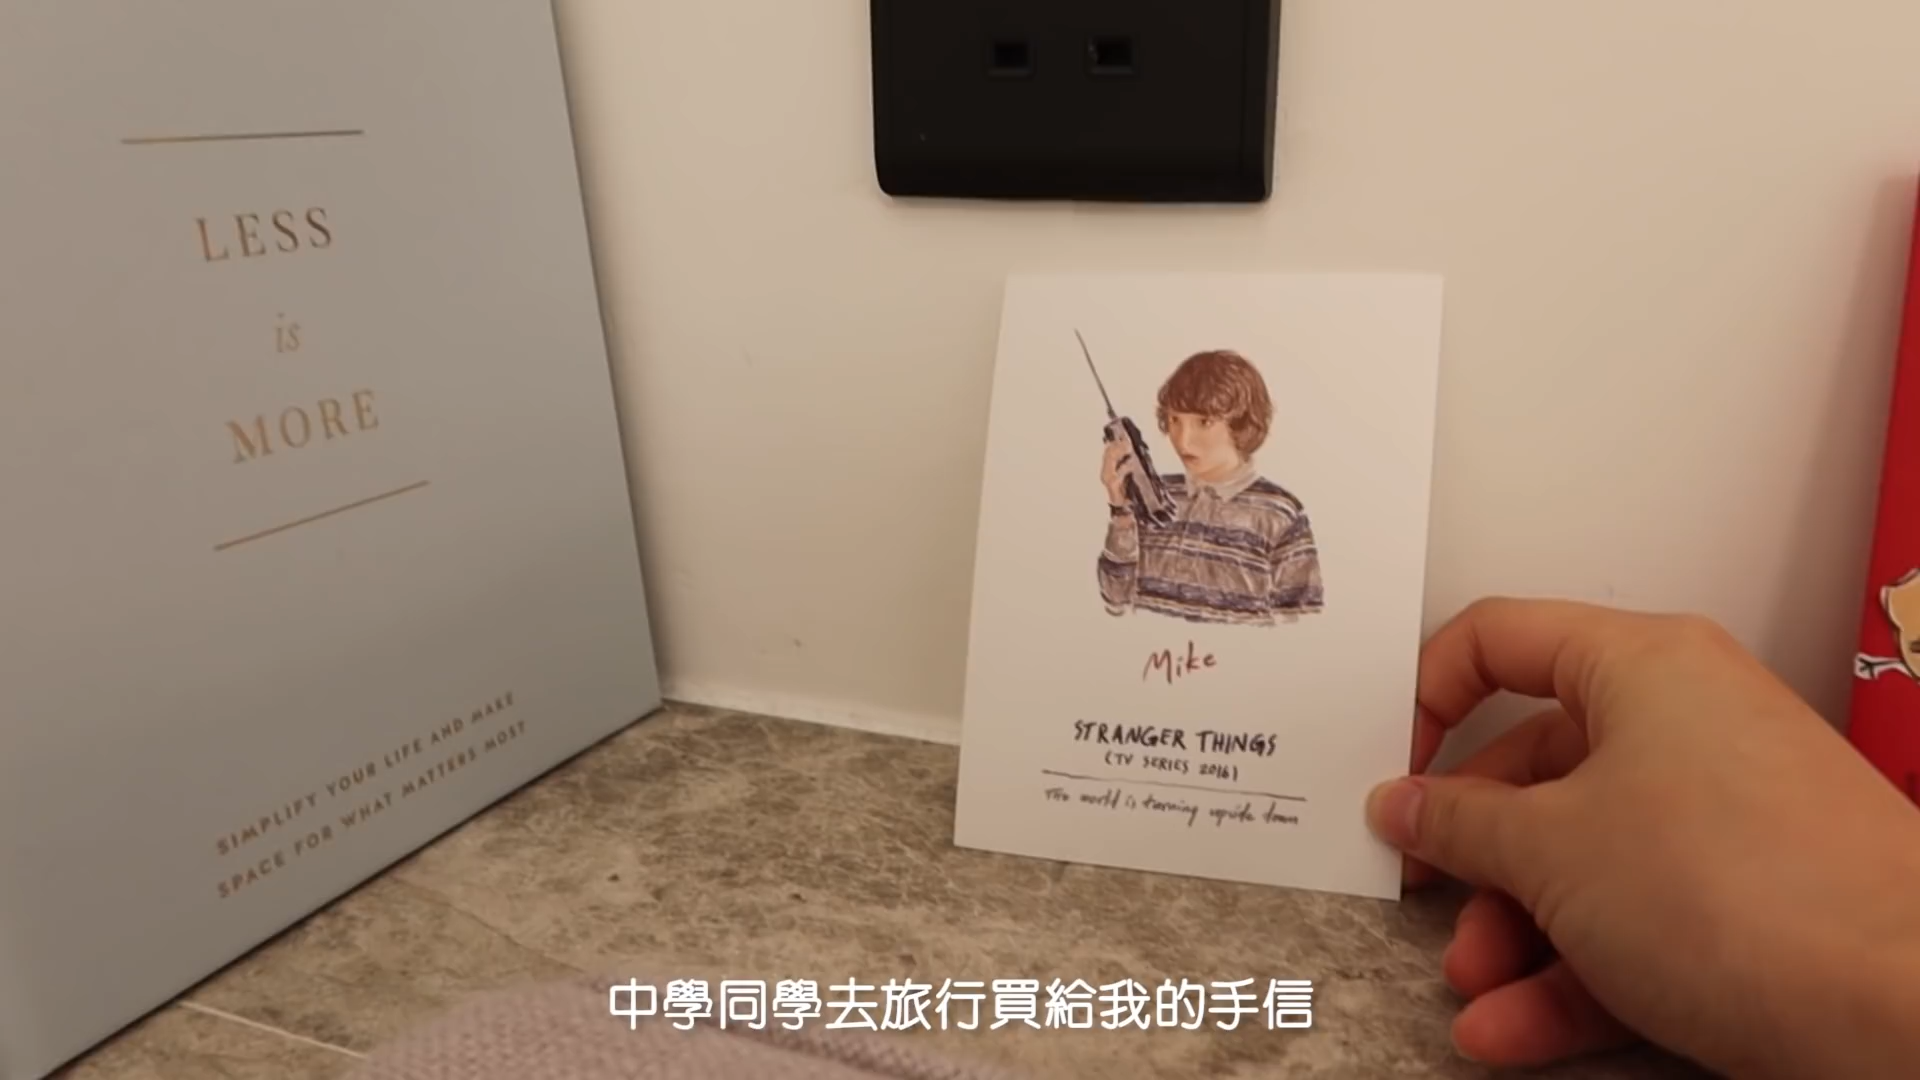 LESS
is
MORE
SIMPLIFY YOUR LIFE AND MAKE
SPACE FOR WHAT MATTERS MOST
Mike
STRANGER THINGS
(TV SERIES 2016)
The world is turning upside down
中學同學去旅行買給我的手信